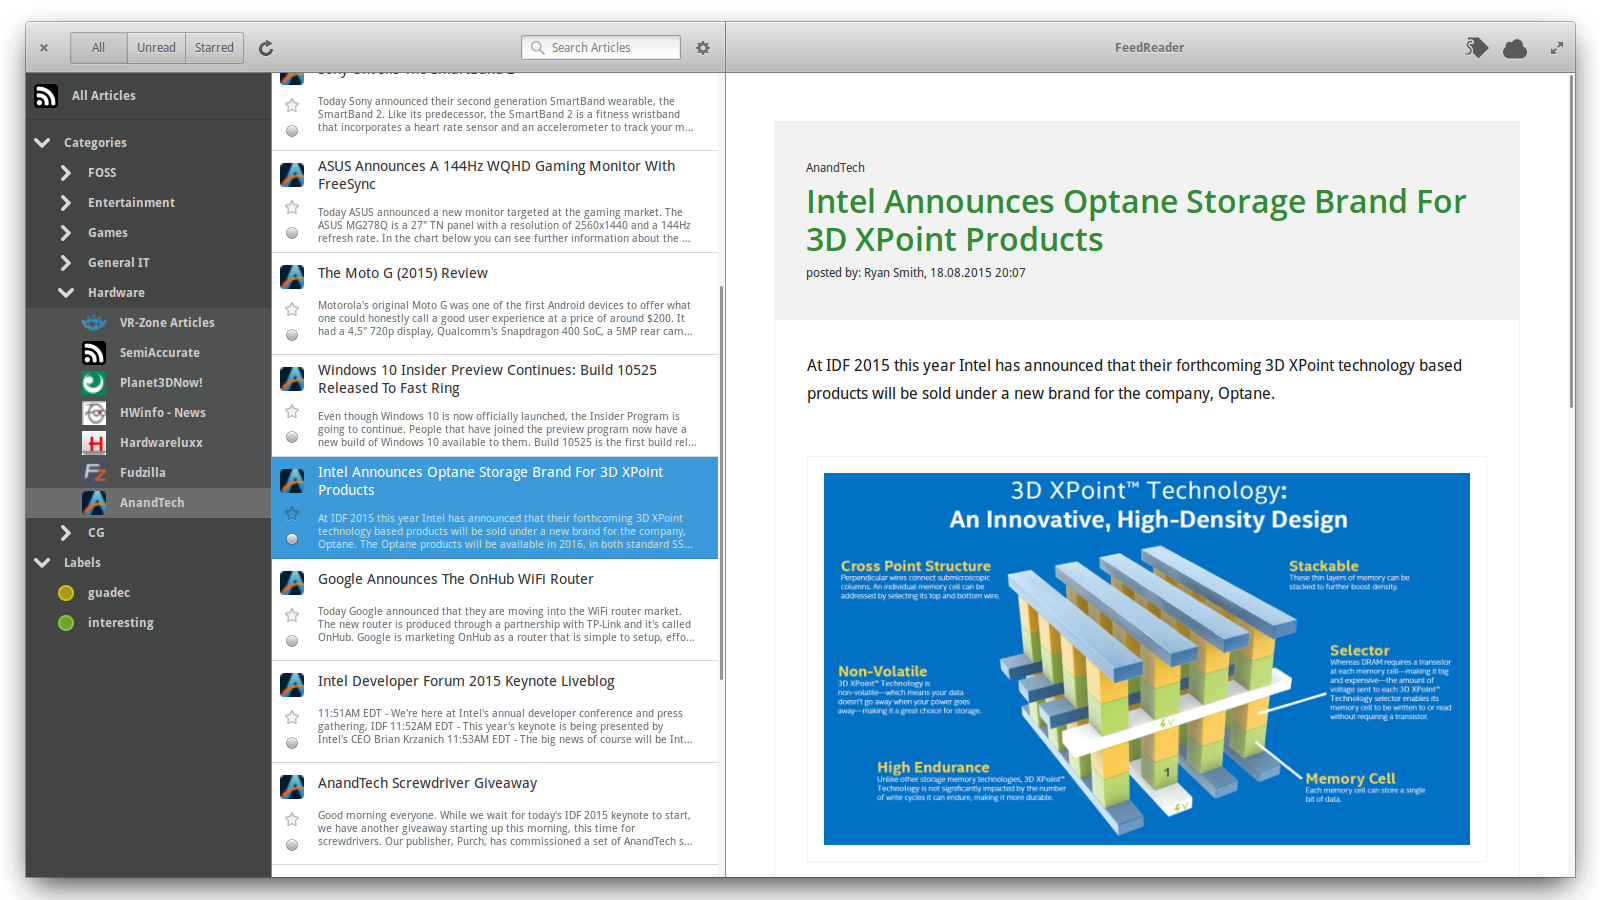 All
Unread
Starred
Search Articles
FeedReader
All Articles
Categories
FOSS
Entertainment
Games
General IT
Hardware
VR-Zone Articles
SemiAccurate
Planet3DNow!
HWinfo - News
Hardwareluxx
Fudzilla
AnandTech
CG
Labels
guadec
interesting
Sony Unveils The SmartBand 2
Today Sony announced their second generation SmartBand wearable, the
SmartBand 2. Like its predecessor, the SmartBand 2 is a fitness wristband
that incorporates a heart rate sensor and an accelerometer to track your m...
ASUS Announces A 144Hz WQHD Gaming Monitor With
FreeSync
Today ASUS announced a new monitor targeted at the gaming market. The
ASUS MG278Q is a 27" TN panel with a resolution of 2560x1440 and a 144Hz
refresh rate. In the chart below you can see further information about the ...
The Moto G (2015) Review
Motorola's original Moto G was one of the first Android devices to offer what
one could honestly call a good user experience at a price of around $200. It
had a 4.5" 720p display, Qualcomm's Snapdragon 400 SoC, a 5MP rear cam...
Windows 10 Insider Preview Continues: Build 10525
Released To Fast Ring
Even though Windows 10 is now officially launched, the Insider Program is
going to continue. People that have joined the preview program now have a
new build of Windows 10 available to them. Build 10525 is the first build rel...
Intel Announces Optane Storage Brand For 3D XPoint
Products
At IDF 2015 this year Intel has announced that their forthcoming 3D XPoint
technology based products will be sold under a new brand for the company,
Optane. The Optane products will be available in 2016, in both standard SS...
Google Announces The OnHub WiFi Router
Today Google announced that they are moving into the WiFi router market.
The new router is produced through a partnership with TP-Link and it's called
OnHub. Google is marketing OnHub as a router that is simple to setup, effo...
Intel Developer Forum 2015 Keynote Liveblog
11:51AM EDT - We're here at Intel's annual developer conference and press
gathering, IDF 11:52AM EDT - This year's keynote is being presented by
Intel's CEO Brian Krzanich 11:53AM EDT - The big news of course will be Int...
AnandTech Screwdriver Giveaway
Good morning everyone. While we wait for today's IDF 2015 keynote to start,
we have another giveaway starting up this morning, this time for
screwdrivers. Our publisher, Purch, has commissioned a set of AnandTech s...
AnandTech
Intel Announces Optane Storage Brand For
3D XPoint Products
posted by: Ryan Smith, 18.08.2015 20:07
At IDF 2015 this year Intel has announced that their forthcoming 3D XPoint technology based
products will be sold under a new brand for the company, Optane.
3D XPoint™ Technology:
An Innovative, High-Density Design
Cross Point Structure
Perpendicular wires connect submicroscopic
columns. An individual memory cell can be
addressed by selecting its top and bottom wire.
Stackable
These thin layers of memory can be
stacked to further boost density.
Non-Volatile
3D XPoint™ Technology is
non-volatile—which means your data
doesn't go away when your power goes
away—making it a great choice for storage.
Selector
Whereas DRAM requires a transistor
at each memory cell—making it big
and expensive—the amount of
voltage sent to each 3D XPoint™
Technology selector enables its
memory cell to be written to or read
without requiring a transistor.
High Endurance
Unlike other storage memory technologies, 3D XPoint™
Technology is not significantly impacted by the number
of write cycles it can endure, making it more durable.
Memory Cell
Each memory cell can store a single
bit of data.
V
1
V